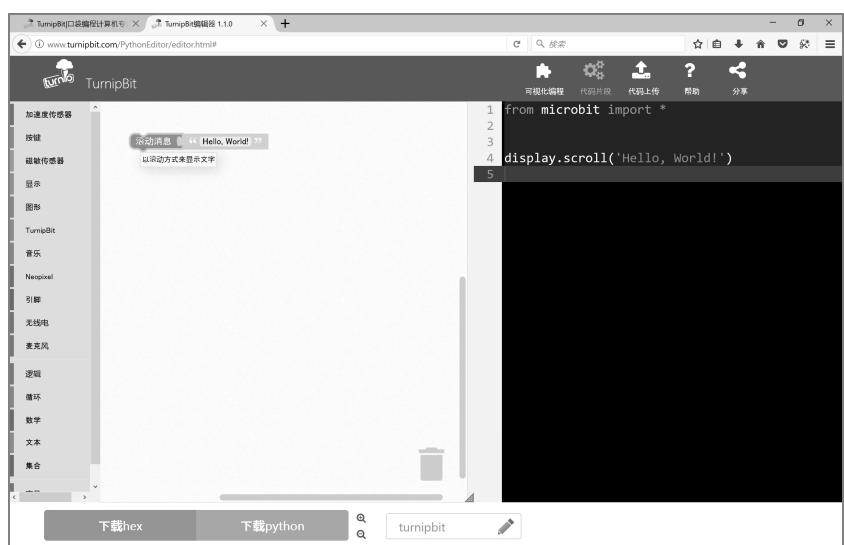 TurnipBit|口袋编程计算机专
TurnipBit编辑器 1.1.0
www.turnipbit.com/PythonEditor/editor.html#
搜索
turnip
TurnipBit
可视化编程
代码片段
代码上传
帮助
分享
加速度传感器
按键
磁敏传感器
显示
图形
TurnipBit
音乐
Neopixel
引脚
无线电
麦克风
逻辑
循环
数学
文本
集合
滚动消息 “ Hello, World! ”
以滚动方式来显示文字
1 from microbit import *
2
3
4 display.scroll('Hello, World!')
5
下载hex
下载python
turnipbit